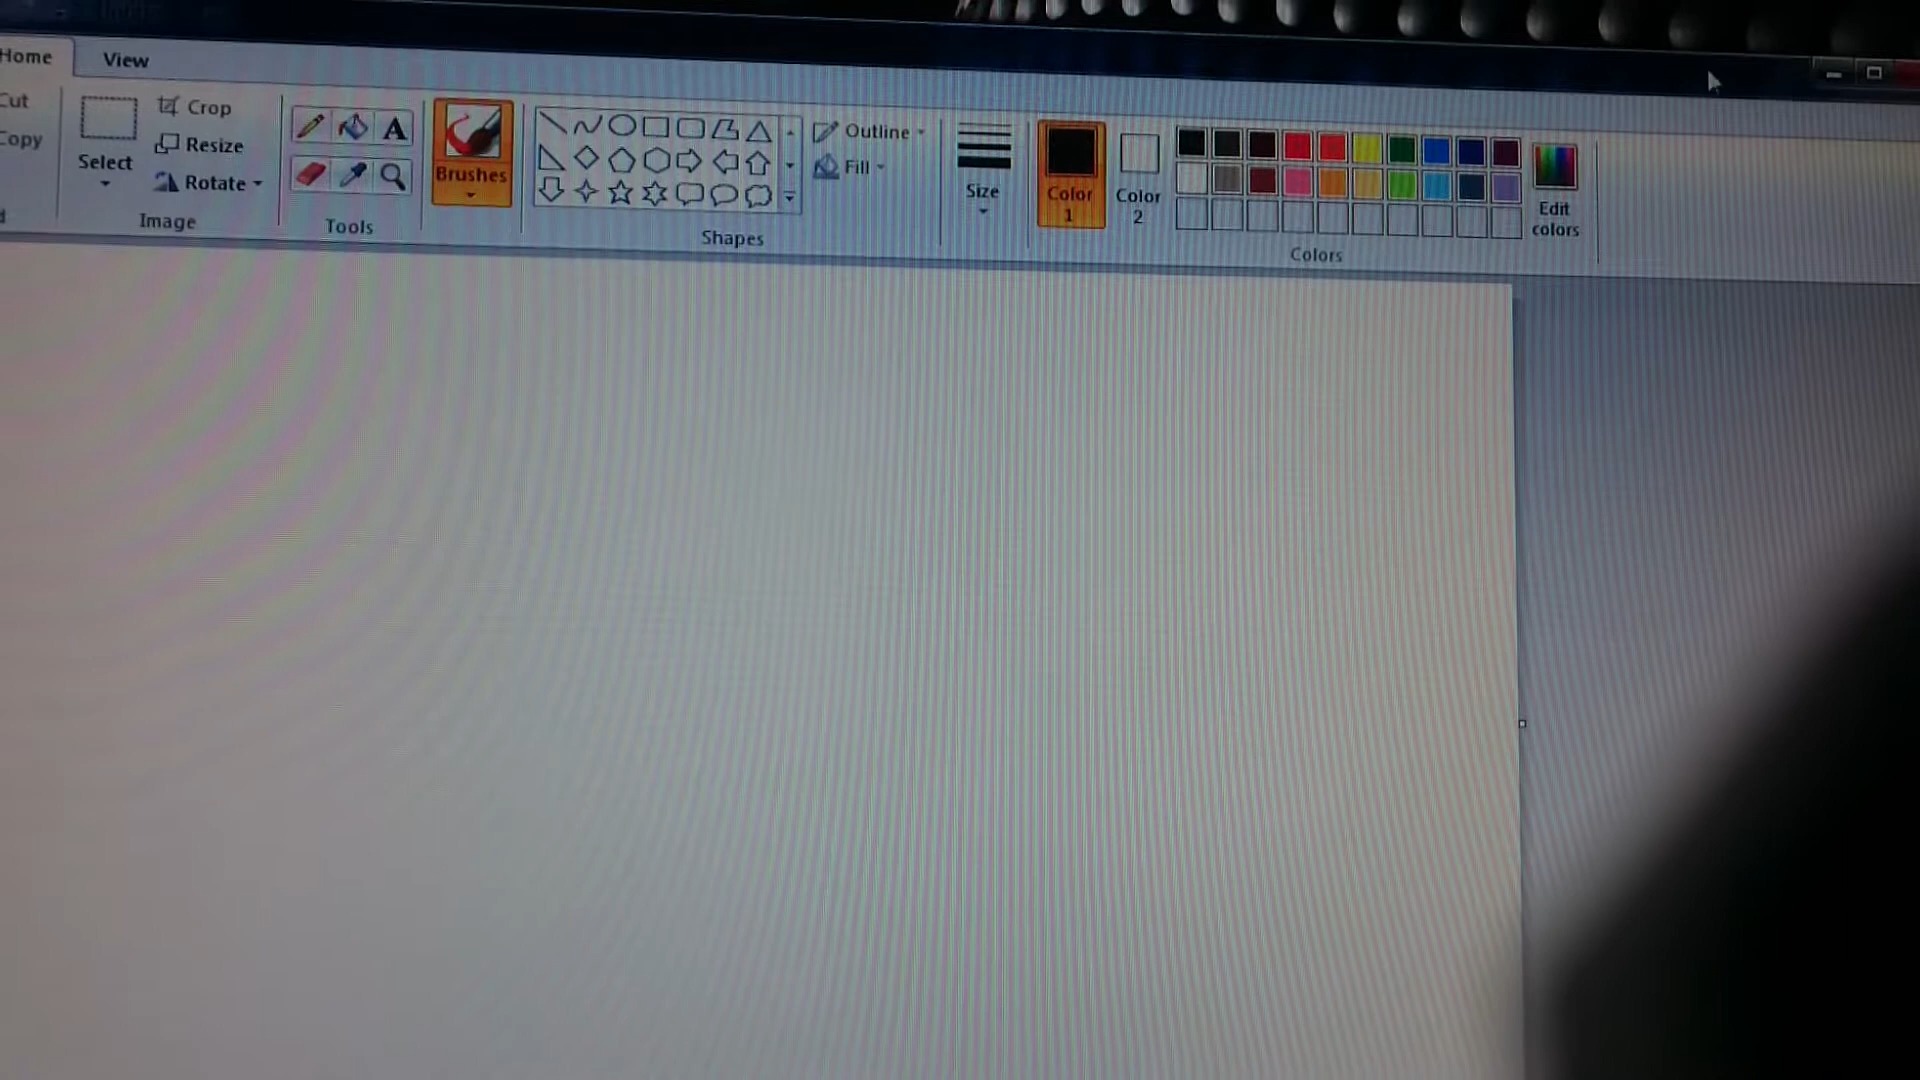 Home View
Cut
Copy
Select
Crop
Resize
Rotate
Image
A
Tools
Brushes
Shapes
Outline
Fill
Size
Color 1
Color 2
Edit colors
Colors